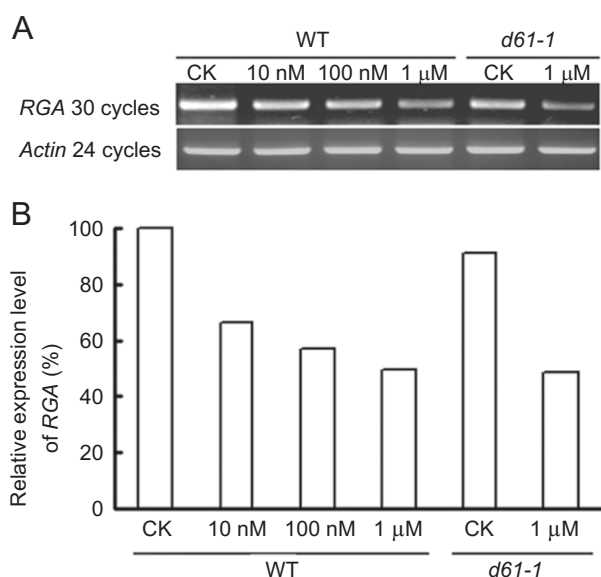 A
WT
d61-1
CK 10 nM 100 nM 1 μM CK 1 μM
RGA 30 cycles
Actin 24 cycles
B
Relative expression level
of RGA (%)
100
80
60
40
20
0
CK 10 nM 100 nM 1 μM CK 1 μM
WT
d61-1